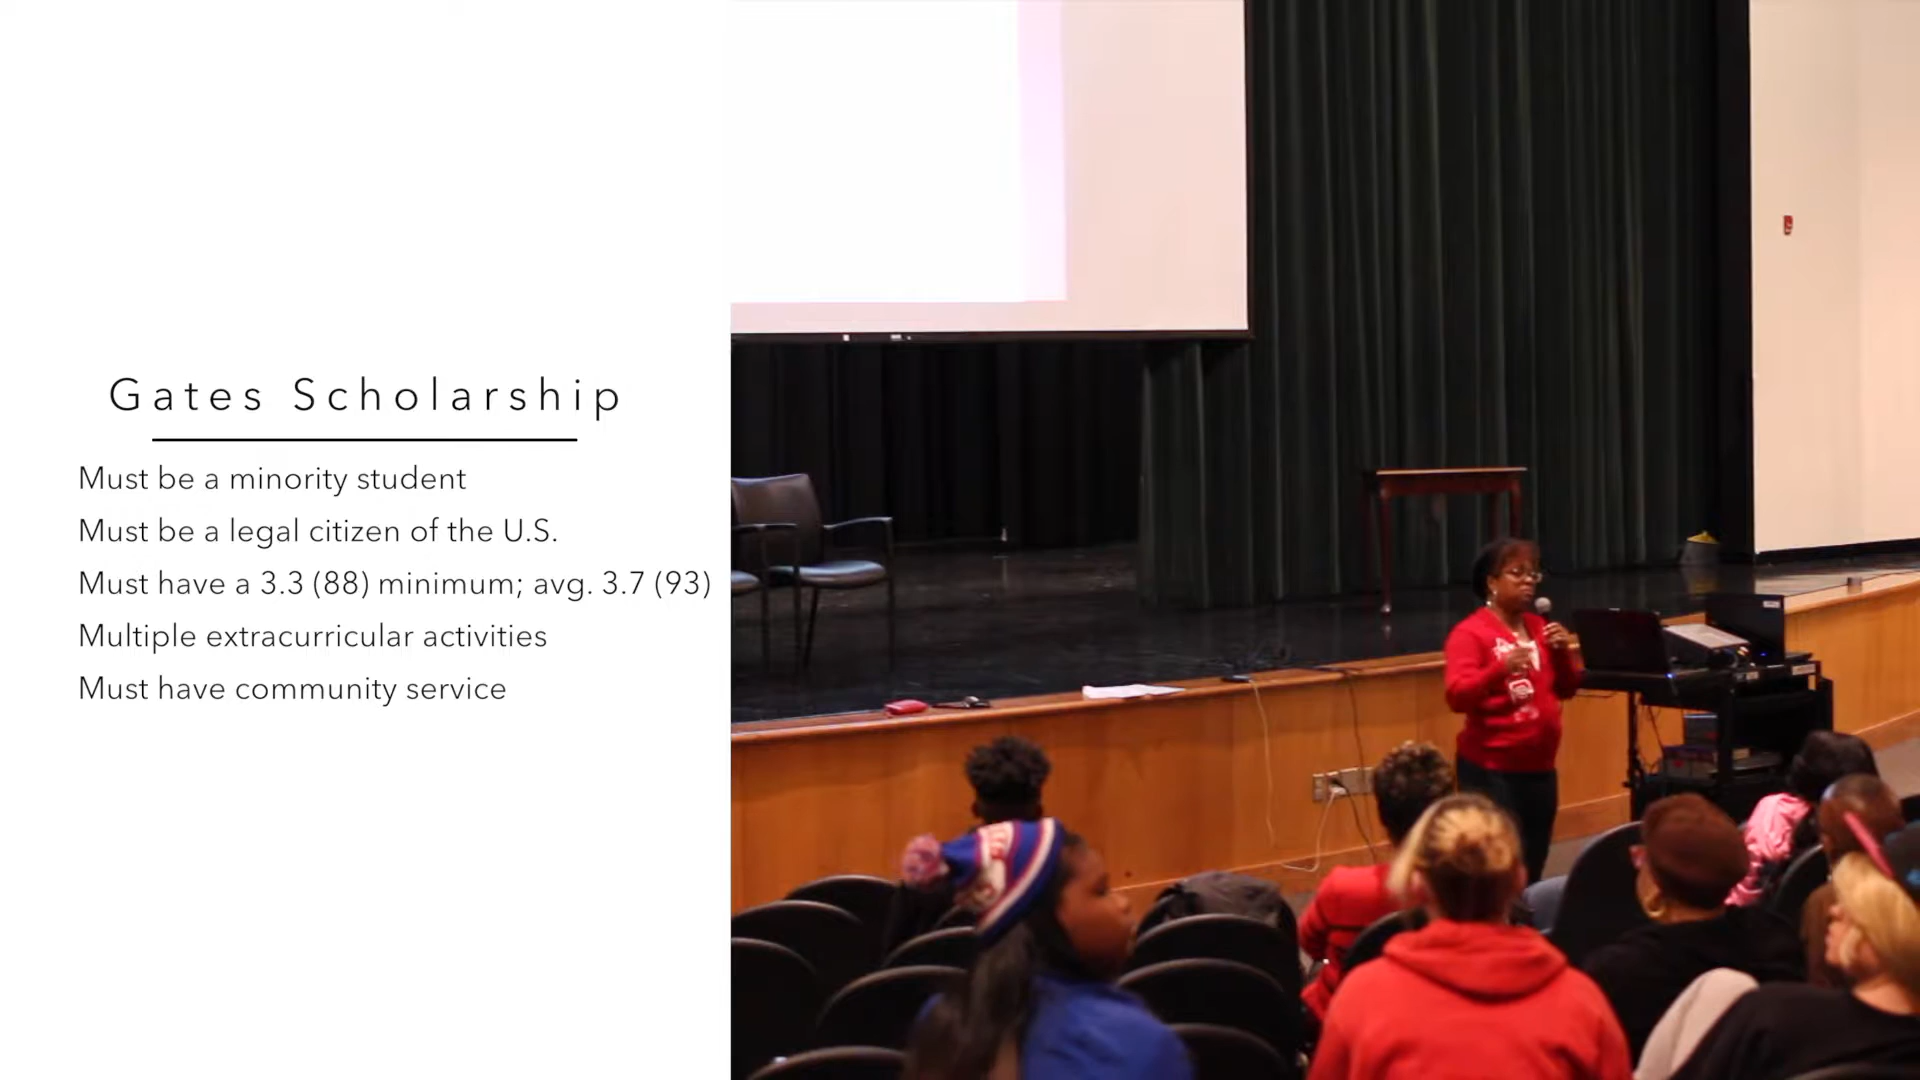 Gates Scholarship
Must be a minority student
Must be a legal citizen of the U.S.
Must have a 3.3 (88) minimum; avg. 3.7 (93)
Multiple extracurricular activities
Must have community service